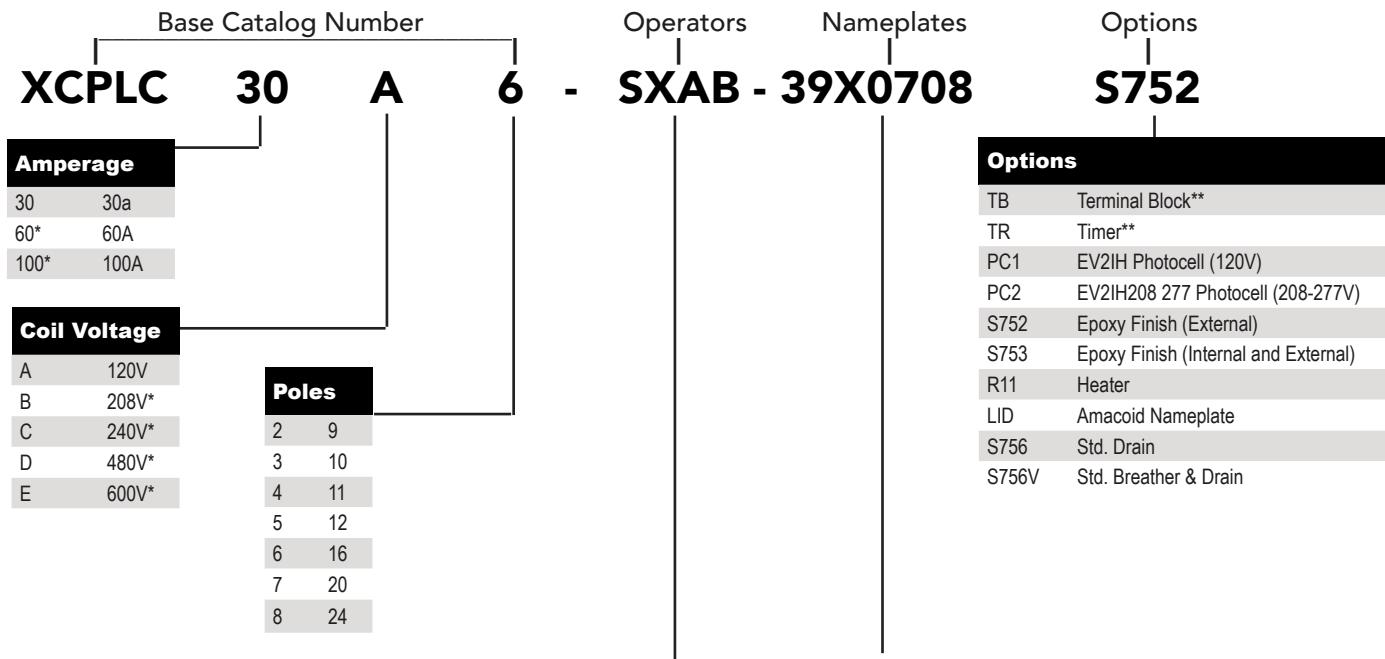 Base Catalog Number Operators Nameplates Options
XCPLC 30 A 6 - SXAB - 39X0708 S752
Amperage
30 30a
60* 60A
100* 100A
Coil Voltage
A 120V
B 208V*
C 240V*
D 480V*
E 600V*
Poles
2 9
3 10
4 11
5 12
6 16
7 20
8 24
Options
TB Terminal Block**
TR Timer**
PC1 EV2IH Photocell (120V)
PC2 EV2IH208 277 Photocell (208-277V)
S752 Epoxy Finish (External)
S753 Epoxy Finish (Internal and External)
R11 Heater
LID Amacoid Nameplate
S756 Std. Drain
S756V Std. Breather & Drain